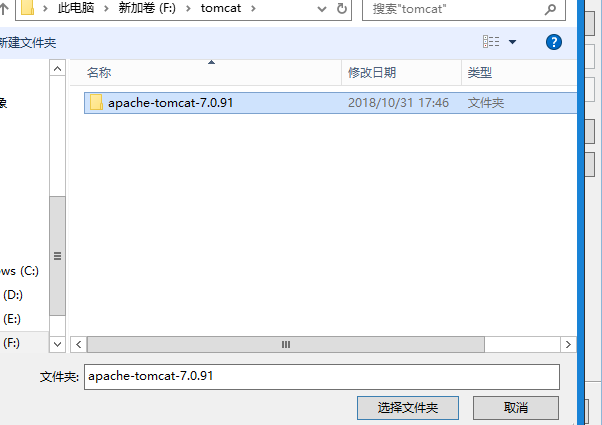 此电脑 › 新加卷 (F:) › tomcat ›
搜索"tomcat"
新建文件夹
名称
修改日期
类型
象
apache-tomcat-7.0.91
2018/10/31 17:46
文件夹
ws (C:)
(D:)
(E:)
(F:)
文件夹:
apache-tomcat-7.0.91
选择文件夹
取消